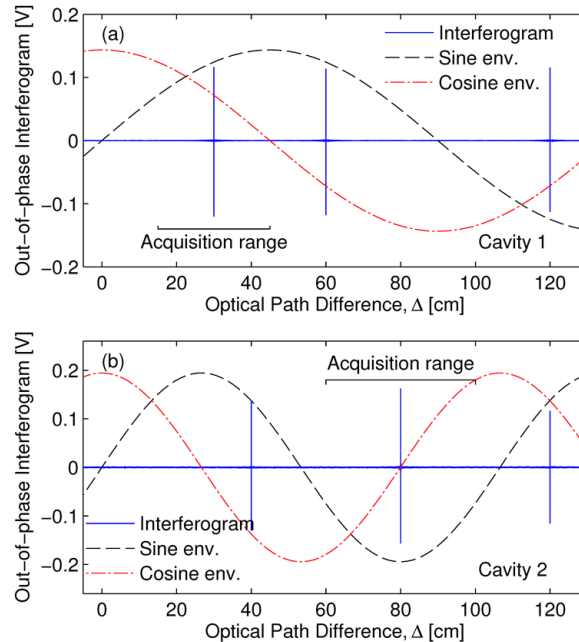 Out−of−phase Interferogram [V]
0.2
0.1
0
−0.1
−0.2
(a)
Interferogram
Sine env.
Cosine env.
Acquisition range
Cavity 1
0 20 40 60 80 100 120
Optical Path Difference, Δ [cm]
Out−of−phase Interferogram [V]
0.2
0.1
0
−0.1
−0.2
(b)
Acquisition range
Interferogram
Sine env.
Cosine env.
Cavity 2
0 20 40 60 80 100 120
Optical Path Difference, Δ [cm]